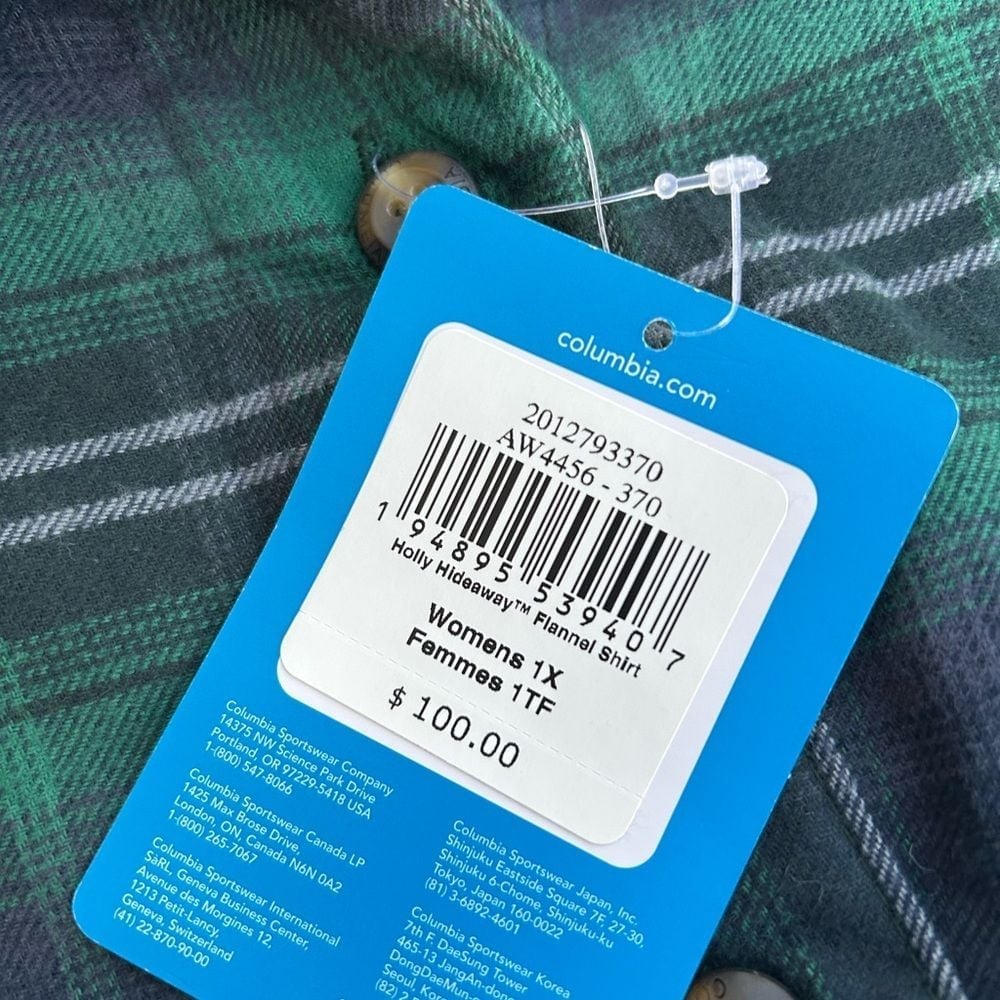 columbia.com
2012793370
AW4456 - 370
1 94895 53940 7
Holly Hideaway™ Flannel Shirt
Womens 1X
Femmes 1TF
$ 100.00
Columbia Sportswear Company
14375 NW Science Park Drive
Portland, OR 97229-5418 USA
1-(800) 547-8066
Columbia Sportswear Canada LP
1425 Max Brose Drive,
London, ON, Canada N6N 0A2
1-(800) 265-7067
Columbia Sportswear International
SàRL, Geneva Business Center,
Avenue des Morgines 12,
1213 Petit-Lancy,
Geneva, Switzerland
(41) 22-870-90-00
Columbia Sportswear Japan, Inc.
Shinjuku Eastside Square 7F, 27-30,
Shinjuku 6-Chome, Shinjuku-ku
Tokyo, Japan 160-0022
(81) 3-6892-4601
Columbia Sportswear Korea
7th F. DaeSung Tower
465-13 JangAn-dong
DongDaeMun-
Seoul, Korea
(82) 2